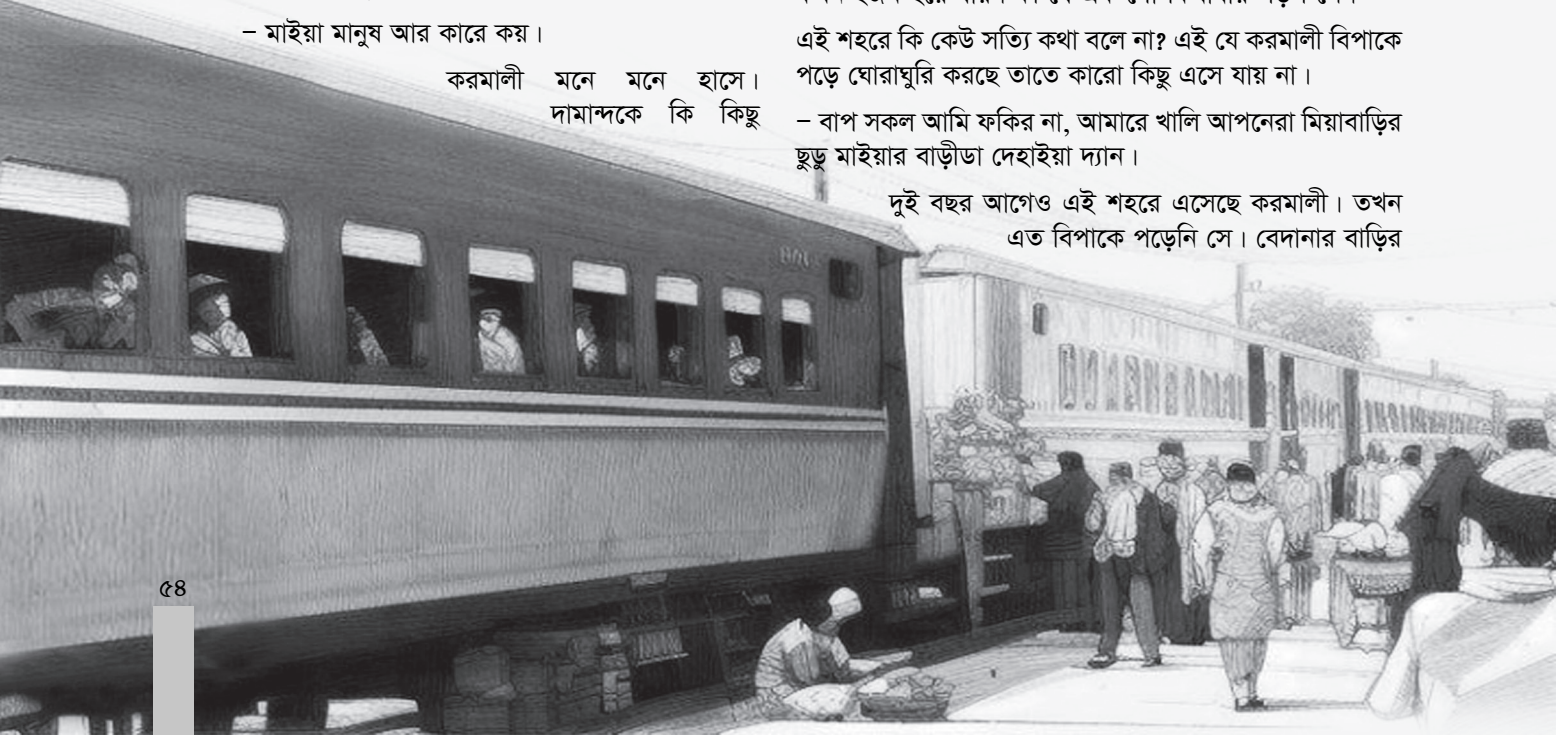 – মাইয়া মানুষ আর কারে কয়।
করমালী মনে মনে হাসে।
দামান্দকে কি কিছু
এই শহরে কি কেউ সত্যি কথা বলে না? এই যে করমালী বিপাকে
পড়ে ঘোরাঘুরি করছে তাতে কারো কিছু এসে যায় না।
– বাপ সকল আমি ফকির না, আমারে খালি আপনেরা মিয়াবাড়ির
ছুডু মাইয়ার বাড়ীডা দেহাইয়া দ্যান।
দুই বছর আগেও এই শহরে এসেছে করমালী। তখন
এত বিপাকে পড়েনি সে। বেদানার বাড়ির
৫৪